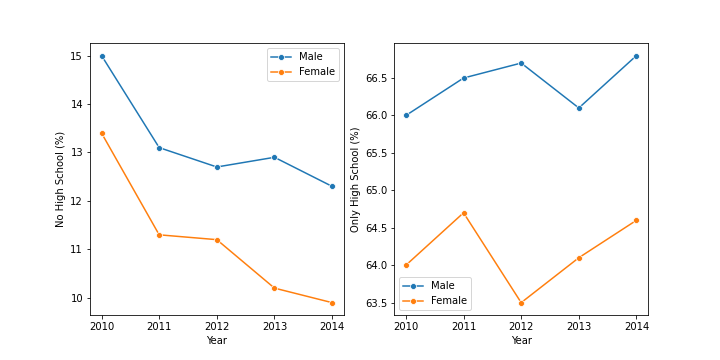 No High School (%)
15
14
13
12
11
10
Male
Female
2010 2011 2012 2013 2014
Year
Only High School (%)
66.5
66.0
65.5
65.0
64.5
64.0
63.5
Male
Female
2010 2011 2012 2013 2014
Year